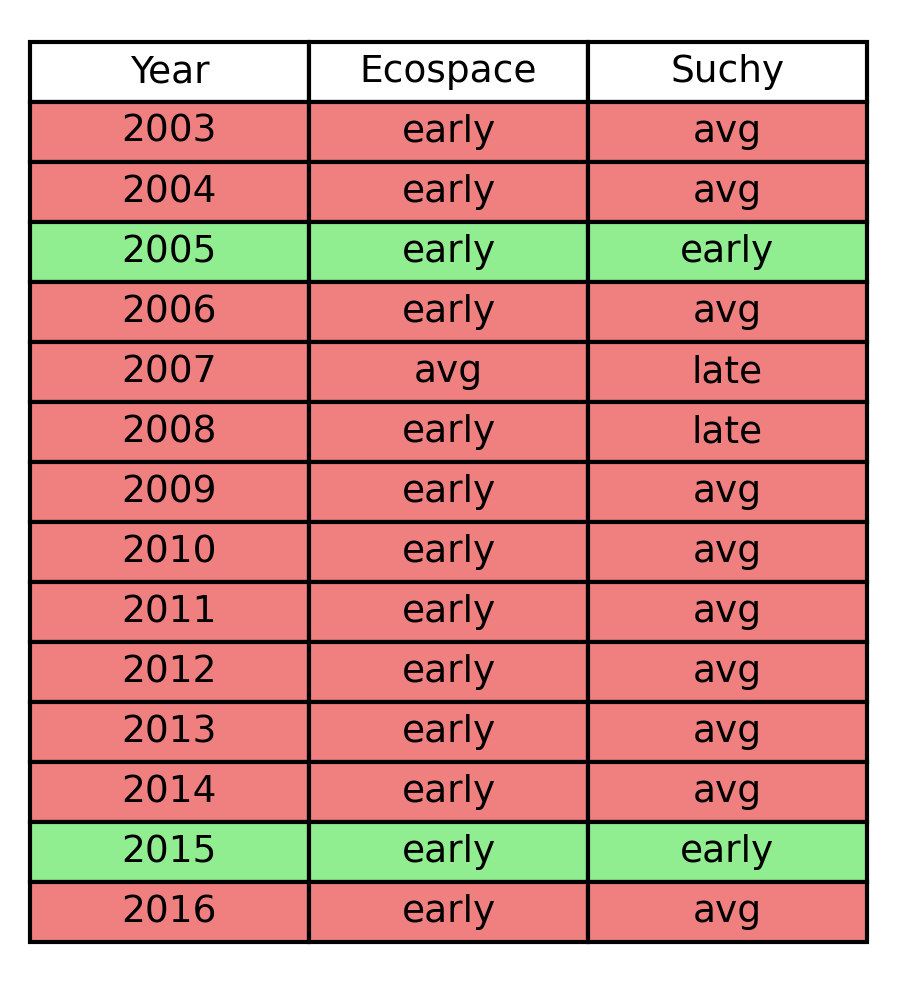 Year Ecospace Suchy
2003 early avg
2004 early avg
2005 early early
2006 early avg
2007 avg late
2008 early late
2009 early avg
2010 early avg
2011 early avg
2012 early avg
2013 early avg
2014 early avg
2015 early early
2016 early avg